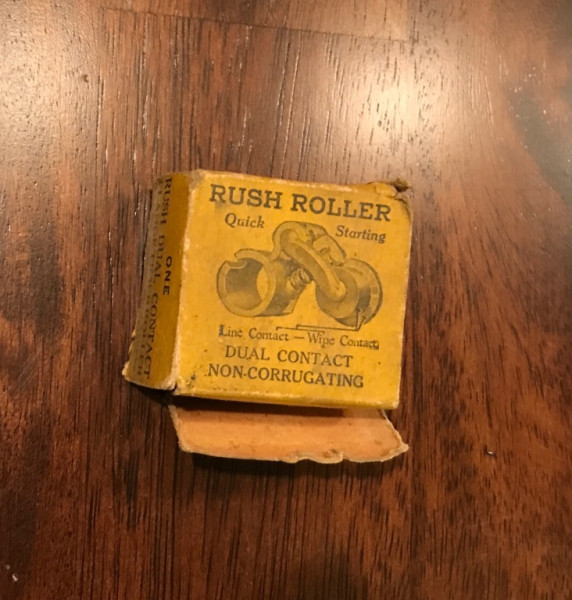 RUSH ROLLER
Quick Starting
Line Contact — Wipe Contact
DUAL CONTACT
NON-CORRUGATING
ONE
RUSH DUAL CONTACT